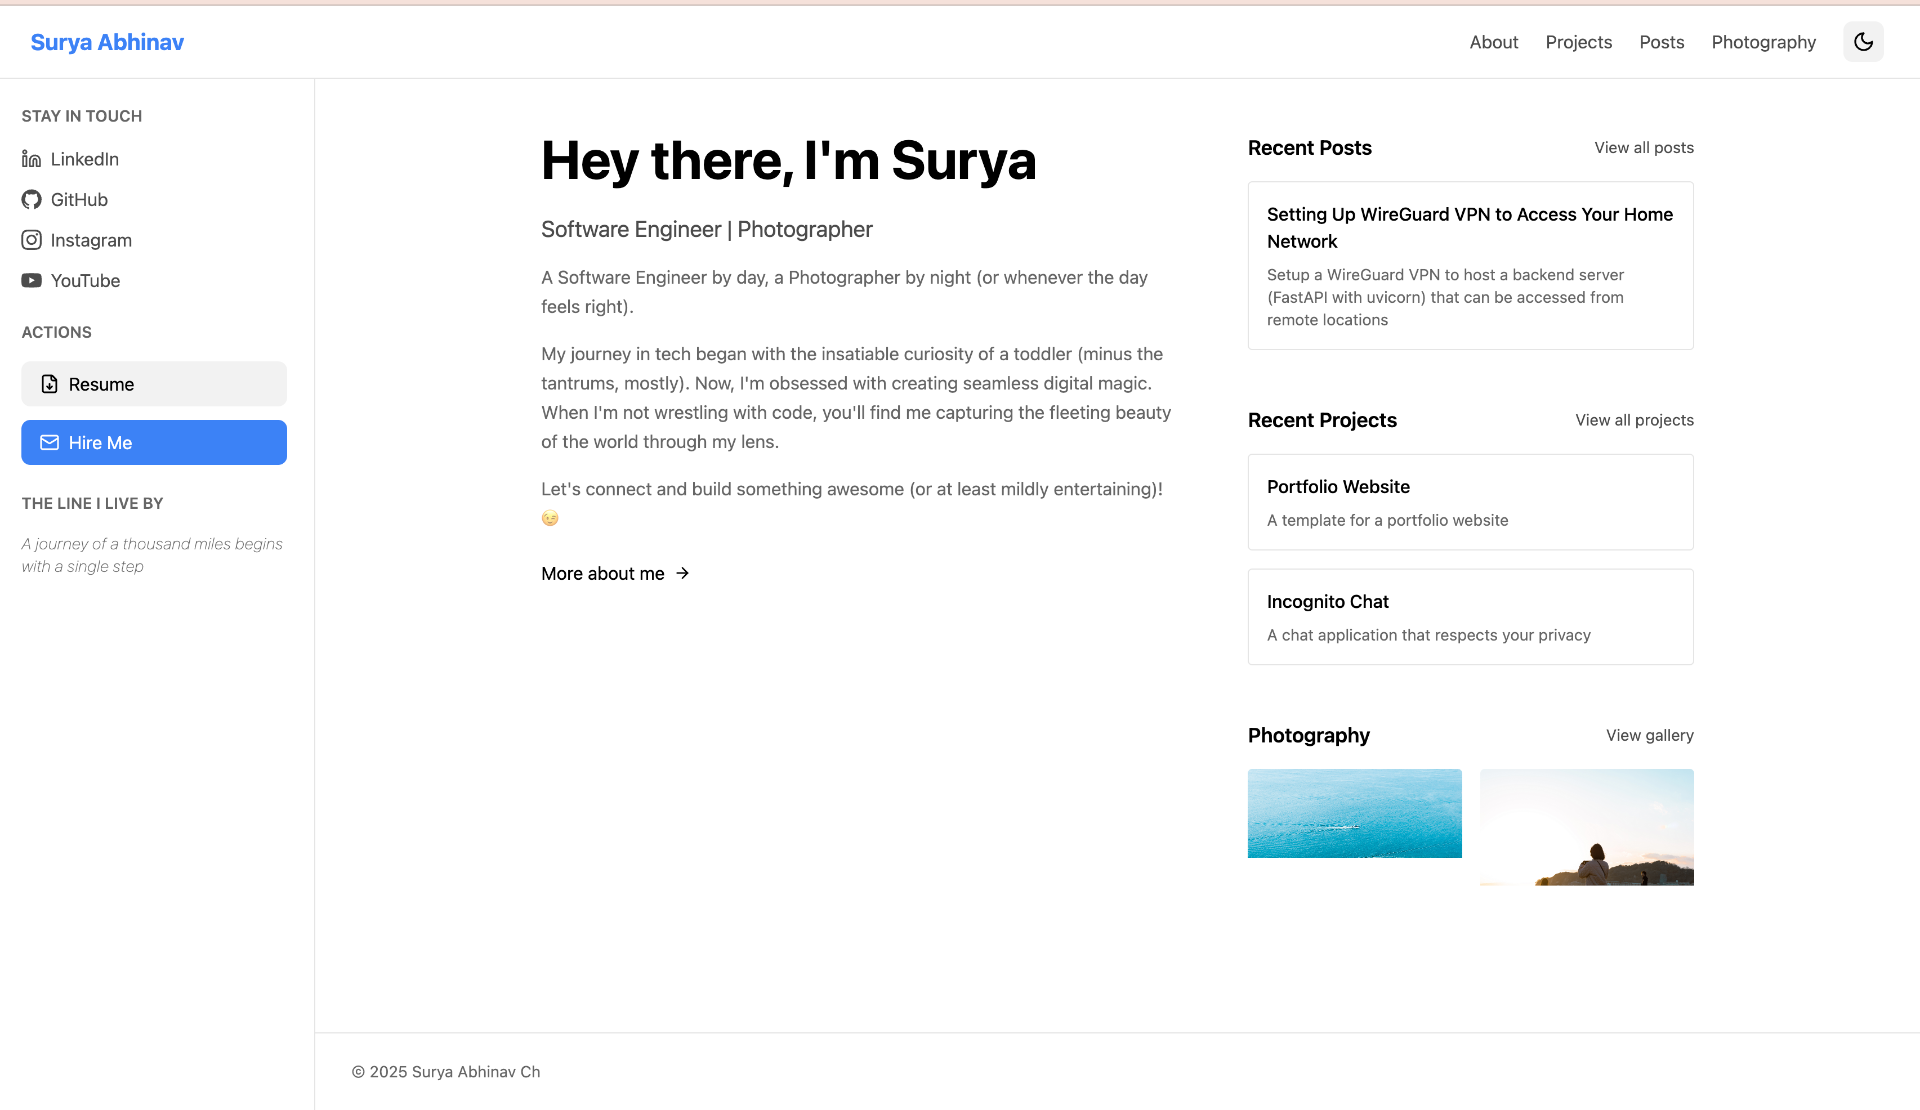 Surya Abhinav
About Projects Posts Photography
STAY IN TOUCH
LinkedIn
GitHub
Instagram
YouTube
ACTIONS
Resume
Hire Me
THE LINE I LIVE BY
A journey of a thousand miles begins
with a single step
Hey there, I'm Surya
Software Engineer | Photographer
A Software Engineer by day, a Photographer by night (or whenever the day
feels right).
My journey in tech began with the insatiable curiosity of a toddler (minus the
tantrums, mostly). Now, I'm obsessed with creating seamless digital magic.
When I'm not wrestling with code, you'll find me capturing the fleeting beauty
of the world through my lens.
Let's connect and build something awesome (or at least mildly entertaining)!
😉
More about me →
Recent Posts View all posts
Setting Up WireGuard VPN to Access Your Home
Network
Setup a WireGuard VPN to host a backend server
(FastAPI with uvicorn) that can be accessed from
remote locations
Recent Projects View all projects
Portfolio Website
A template for a portfolio website
Incognito Chat
A chat application that respects your privacy
Photography View gallery
© 2025 Surya Abhinav Ch